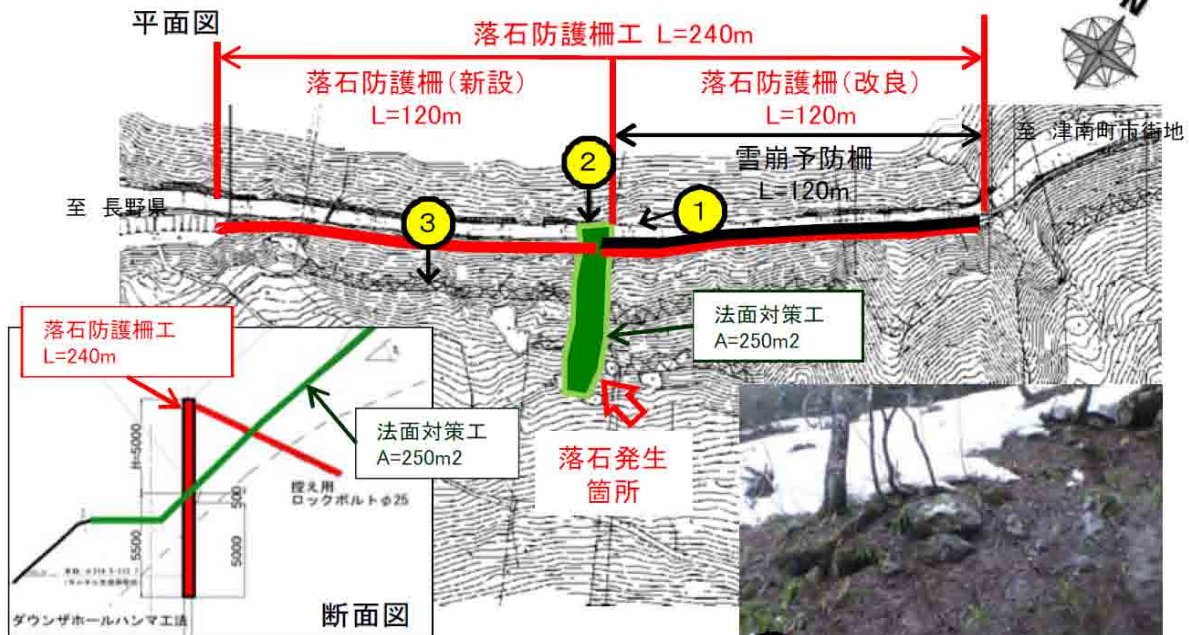 平面図
N
落石防護柵工 L=240m
落石防護柵(新設)
L=120m
落石防護柵(改良)
L=120m
至 津南町市街地
雪崩予防柵
L=120m
②
①
至 長野県
③
法面対策工
A=250m2
落石発生
箇所
落石防護柵工
L=240m
法面対策工
A=250m2
控え用
ロックボルトφ25
H=5000
500
5500
5000
ダウンザホールハンマ工法
断面図